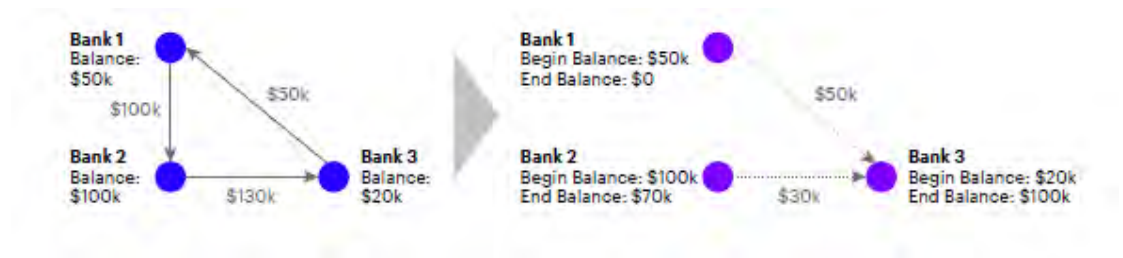 Bank 1
Balance:
$50k
$100k
$50k
Bank 2
Balance:
$100k
$130k
Bank 3
Balance:
$20k
Bank 1
Begin Balance: $50k
End Balance: $0
$50k
Bank 2
Begin Balance: $100k
End Balance: $70k
$30k
Bank 3
Begin Balance: $20k
End Balance: $100k